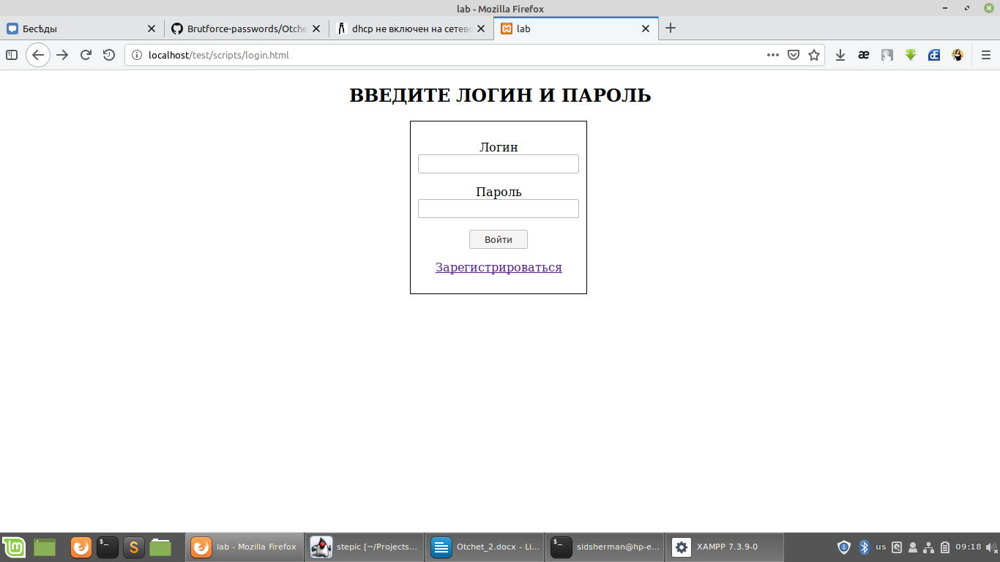 lab - Mozilla Firefox
Бесѣды
Brutforce-passwords/Otche
dhcp не включен на сетево
lab
localhost/test/scripts/login.html
ВВЕДИТЕ ЛОГИН И ПАРОЛЬ
Логин
Пароль
Войти
Зарегистрироваться
lab - Mozilla Firefox
stepic [~/Projects...
Otchet_2.docx - Li...
sidsherman@hp-e...
XAMPP 7.3.9-0
us
09:18